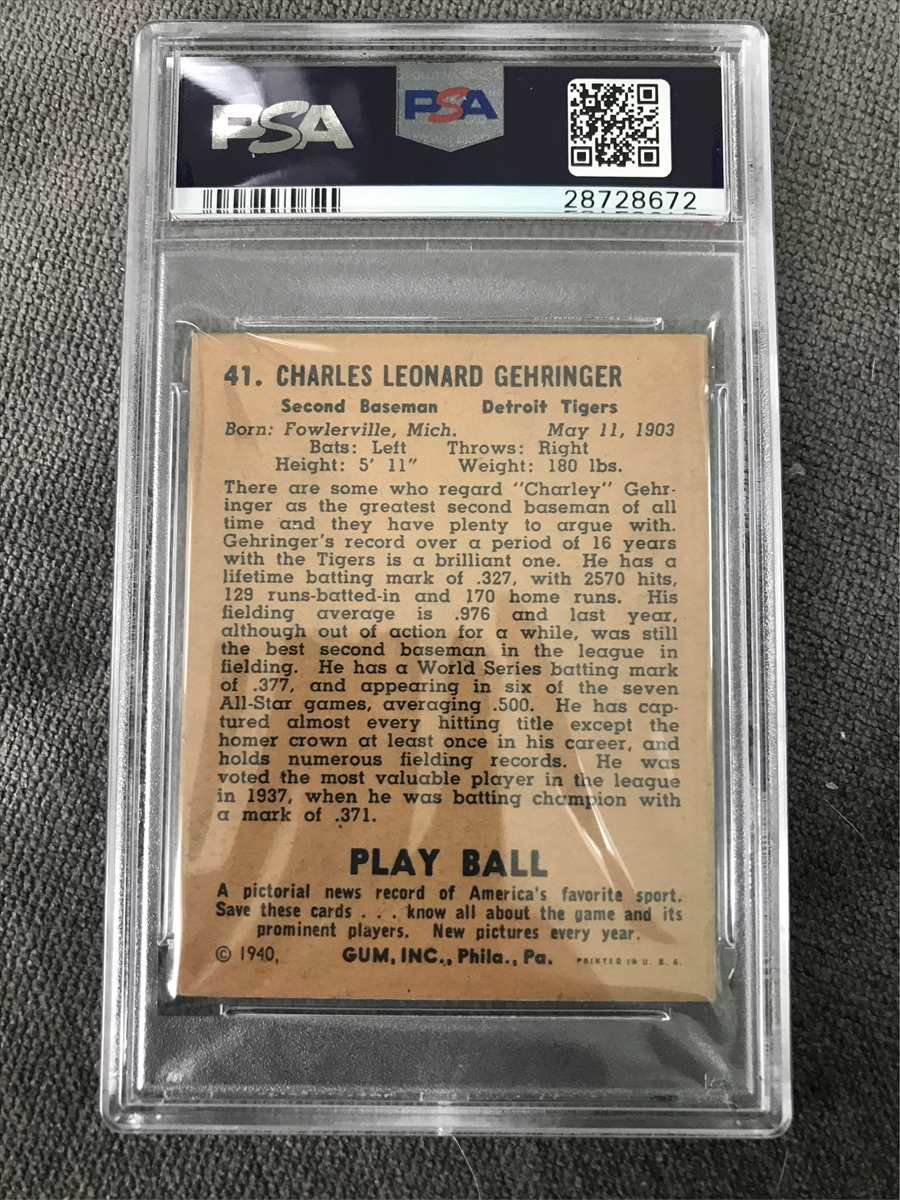 PSA
PSA
28728672
41. CHARLES LEONARD GEHRINGER
Second Baseman Detroit Tigers
Born: Fowlerville, Mich. May 11, 1903
Bats: Left Throws: Right
Height: 5' 11" Weight: 180 lbs.
There are some who regard "Charley" Gehr-
inger as the greatest second baseman of all
time and they have plenty to argue with.
Gehringer's record over a period of 16 years
with the Tigers is a brilliant one. He has a
lifetime batting mark of .327, with 2570 hits,
129 runs-batted-in and 170 home runs. His
fielding average is .976 and last year,
although out of action for a while, was still
the best second baseman in the league in
fielding. He has a World Series batting mark
of .377, and appearing in six of the seven
All-Star games, averaging .500. He has cap-
tured almost every hitting title except the
homer crown at least once in his career, and
holds numerous fielding records. He was
voted the most valuable player in the league
in 1937, when he was batting champion with
a mark of .371.
PLAY BALL
A pictorial news record of America's favorite sport.
Save these cards . . . know all about the game and its
prominent players. New pictures every year.
© 1940, GUM, INC., Phila., Pa. PRINTED IN U. S. A.